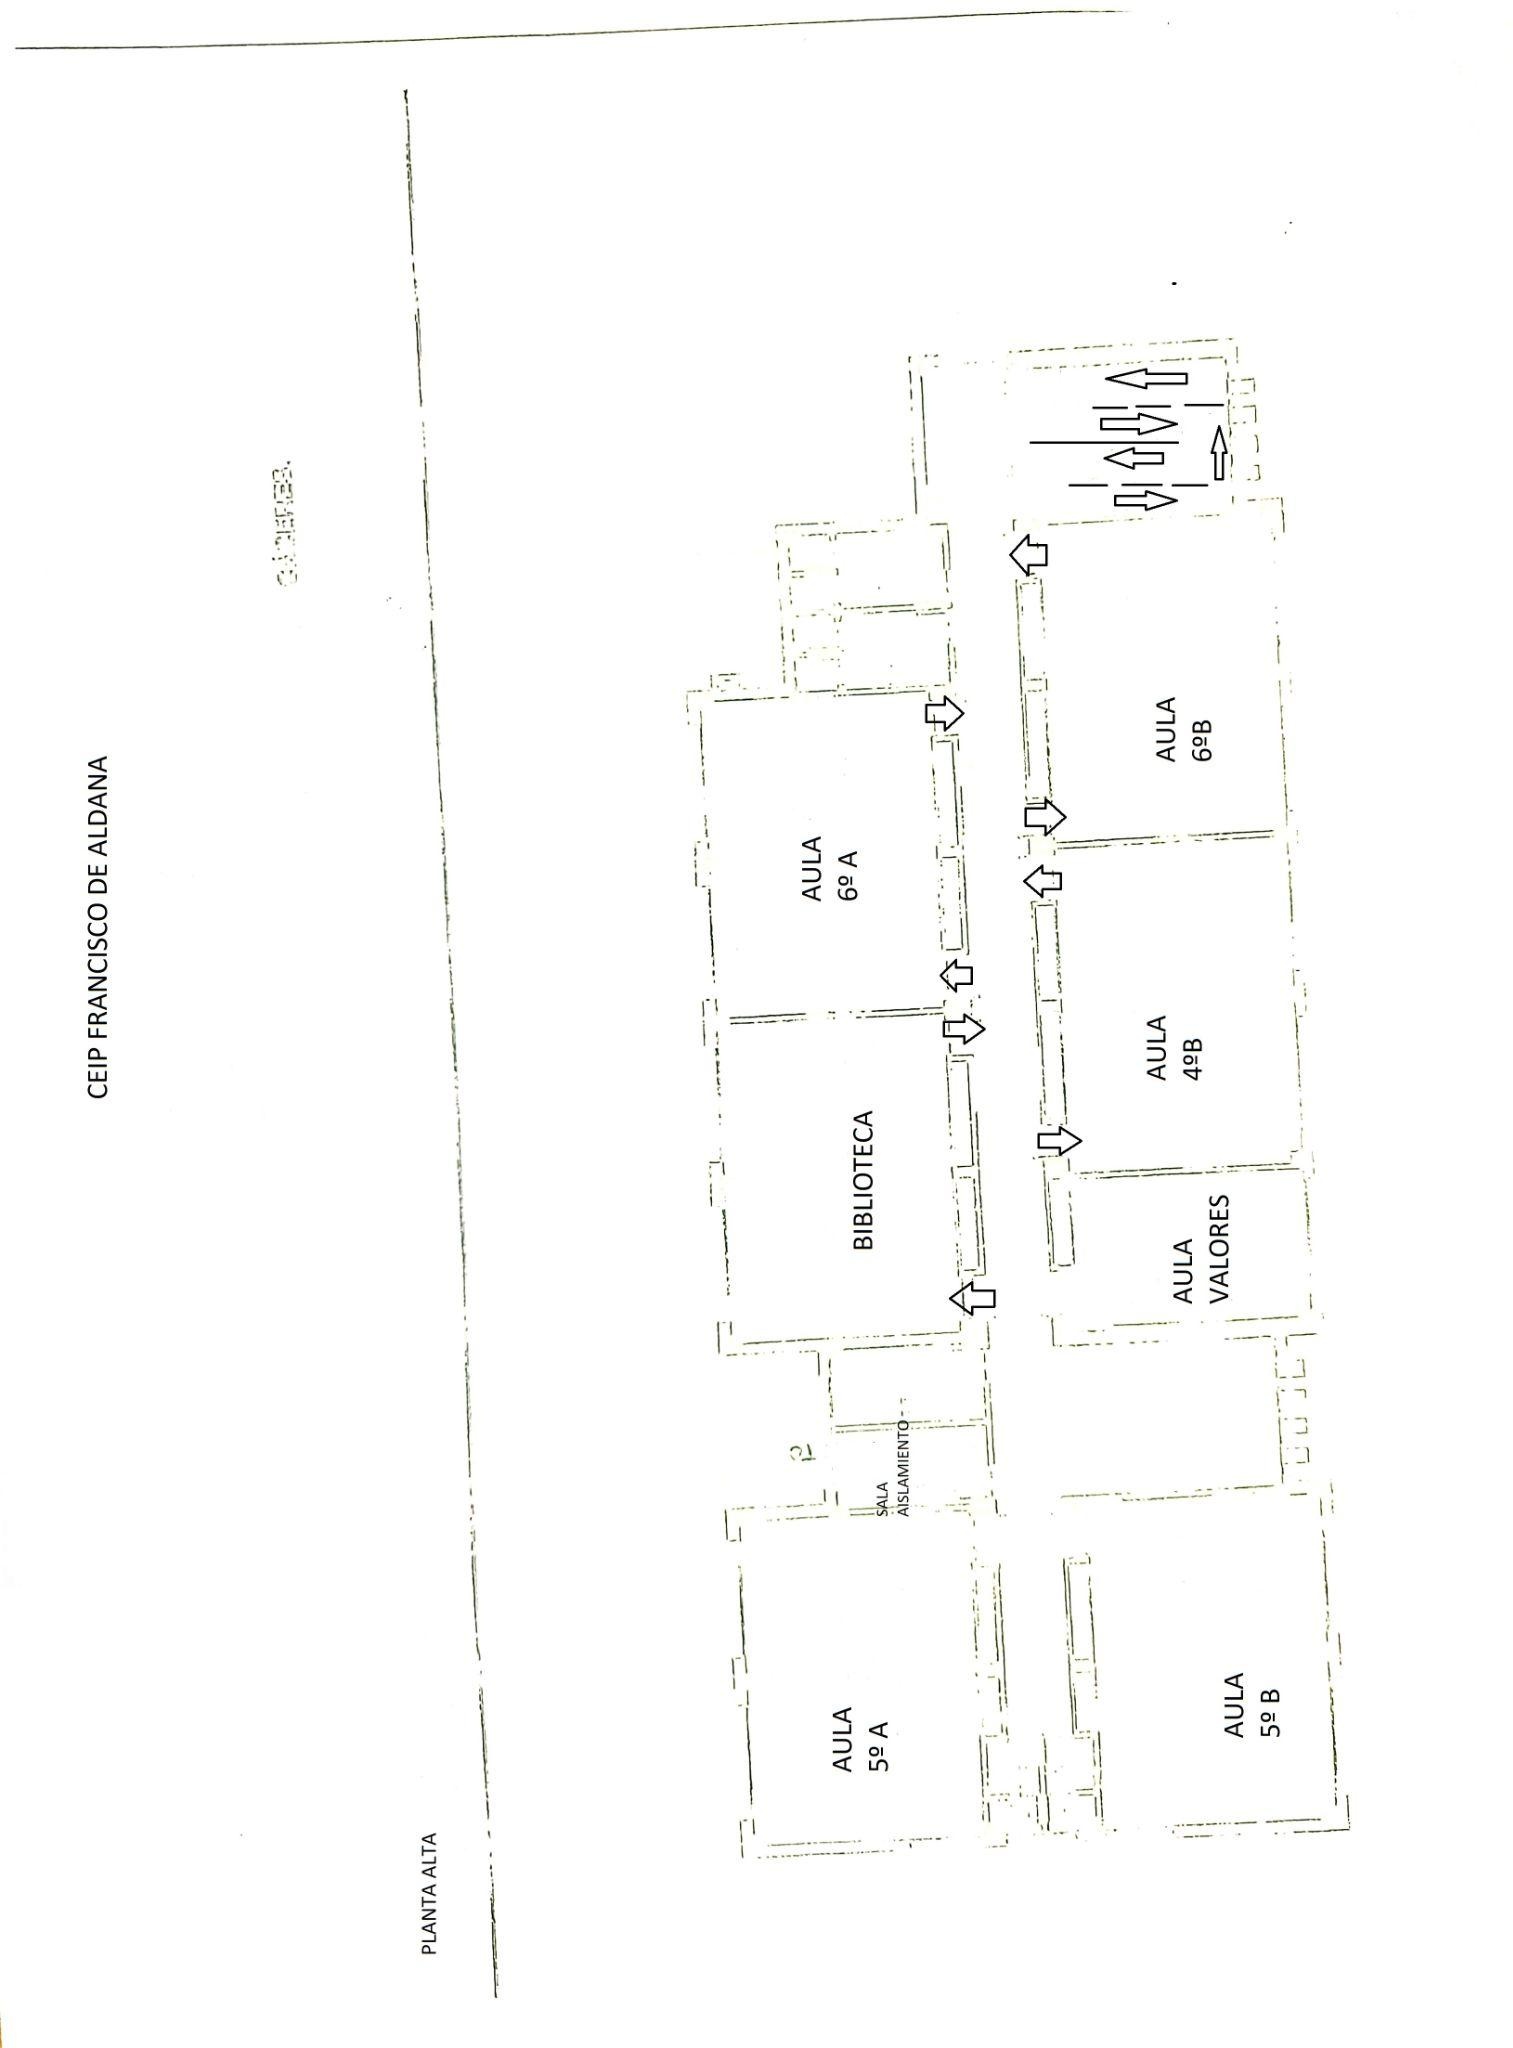 CEIP FRANCISCO DE ALDANA
CÁCERES.
PLANTA ALTA
AULA
5º A
SALA
AISLAMIENTO
BIBLIOTECA
AULA
6º A
AULA
5º B
AULA
VALORES
AULA
4ºB
AULA
6ºB